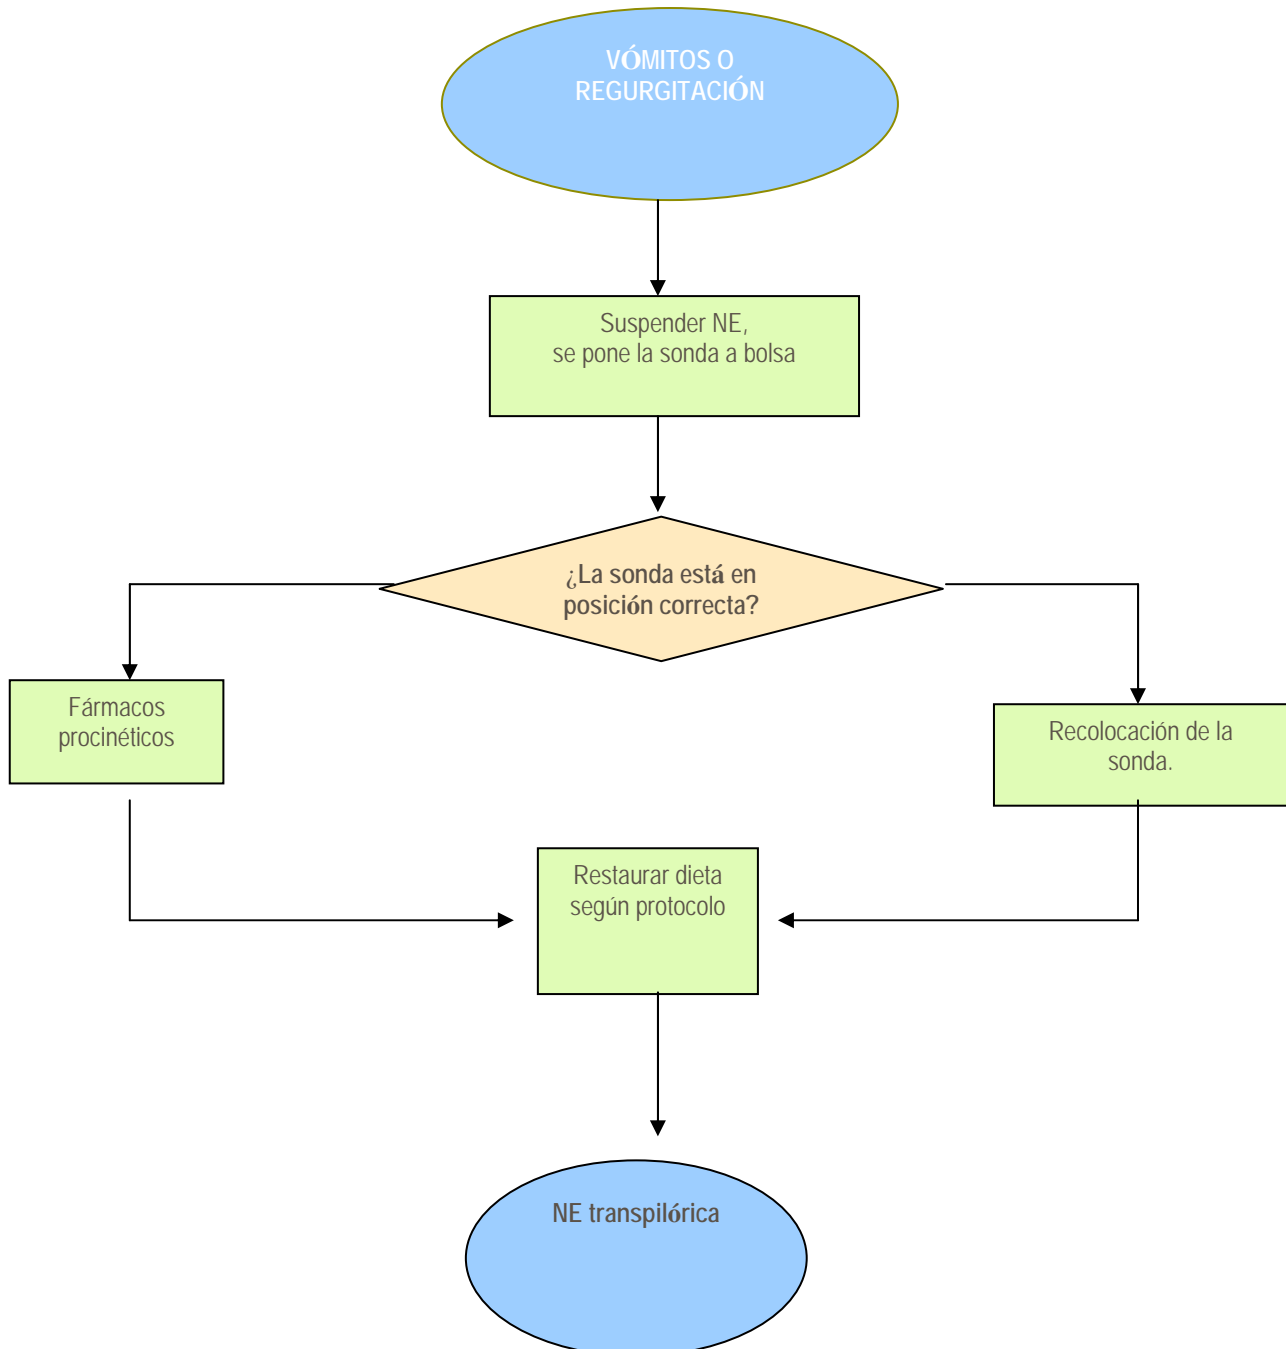 VÓMITOS O
REGURGITACIÓN
Suspender NE,
se pone la sonda a bolsa
¿La sonda está en
posición correcta?
Fármacos
procinéticos
Recolocación de la
sonda.
Restaurar dieta
según protocolo
NE transpilórica